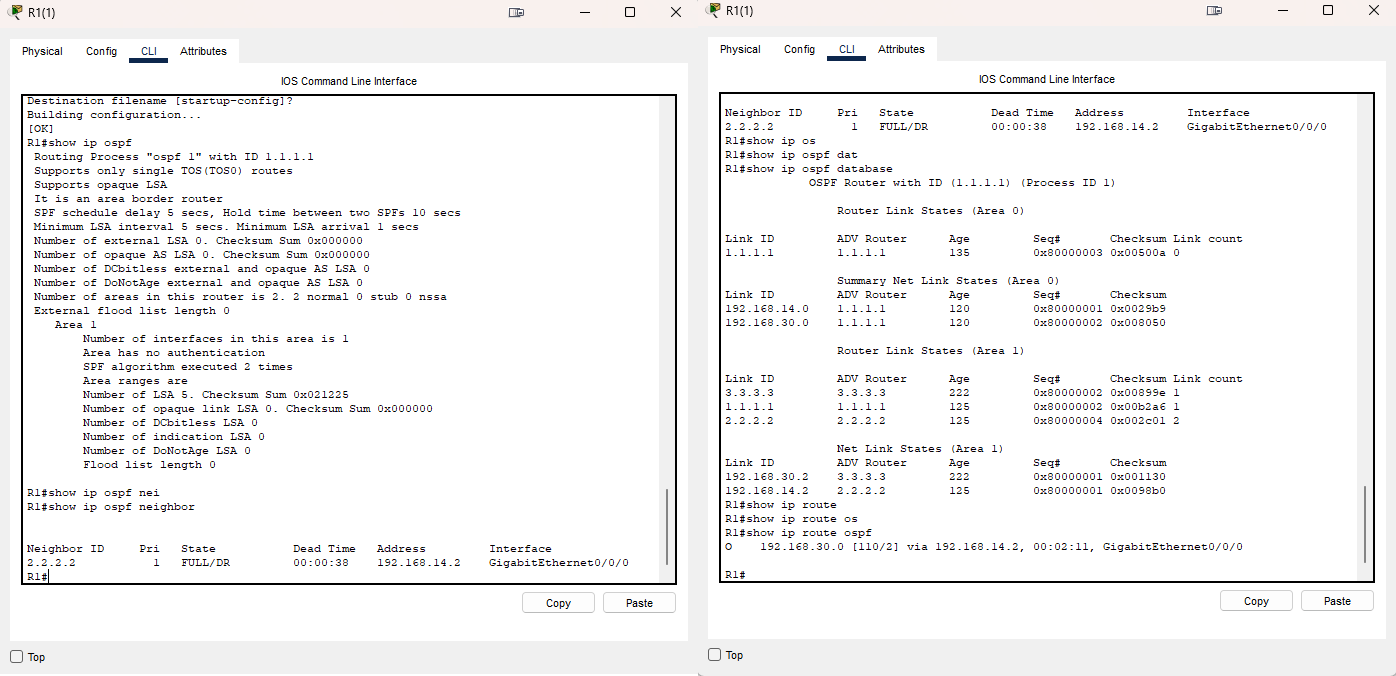 R1(1)
Physical Config CLI Attributes
IOS Command Line Interface
Destination filename [startup-config]?
Building configuration...
[OK]
R1#show ip ospf
Routing Process "ospf 1" with ID 1.1.1.1
Supports only single TOS(TOS0) routes
Supports opaque LSA
It is an area border router
SPF schedule delay 5 secs, Hold time between two SPFs 10 secs
Minimum LSA interval 5 secs. Minimum LSA arrival 1 secs
Number of external LSA 0. Checksum Sum 0x000000
Number of opaque AS LSA 0. Checksum Sum 0x000000
Number of DCbitless external and opaque AS LSA 0
Number of DoNotAge external and opaque AS LSA 0
Number of areas in this router is 2. 2 normal 0 stub 0 nssa
External flood list length 0
Area 1
Number of interfaces in this area is 1
Area has no authentication
SPF algorithm executed 2 times
Area ranges are
Number of LSA 5. Checksum Sum 0x021225
Number of opaque link LSA 0. Checksum Sum 0x000000
Number of DCbitless LSA 0
Number of indication LSA 0
Number of DoNotAge LSA 0
Flood list length 0
R1#show ip ospf nei
R1#show ip ospf neighbor
Neighbor ID Pri State Dead Time Address Interface
2.2.2.2 1 FULL/DR 00:00:38 192.168.14.2 GigabitEthernet0/0/0
R1#
Copy Paste
Top
R1(1)
Physical Config CLI Attributes
IOS Command Line Interface
Neighbor ID Pri State Dead Time Address Interface
2.2.2.2 1 FULL/DR 00:00:38 192.168.14.2 GigabitEthernet0/0/0
R1#show ip os
R1#show ip ospf dat
R1#show ip ospf database
OSPF Router with ID (1.1.1.1) (Process ID 1)
Router Link States (Area 0)
Link ID ADV Router Age Seq# Checksum Link count
1.1.1.1 1.1.1.1 135 0x80000003 0x00500a 0
Summary Net Link States (Area 0)
Link ID ADV Router Age Seq# Checksum
192.168.14.0 1.1.1.1 120 0x80000001 0x0029b9
192.168.30.0 1.1.1.1 120 0x80000002 0x008050
Router Link States (Area 1)
Link ID ADV Router Age Seq# Checksum Link count
3.3.3.3 3.3.3.3 222 0x80000002 0x00899e 1
1.1.1.1 1.1.1.1 125 0x80000002 0x00b2a6 1
2.2.2.2 2.2.2.2 125 0x80000004 0x002c01 2
Net Link States (Area 1)
Link ID ADV Router Age Seq# Checksum
192.168.30.2 3.3.3.3 222 0x80000001 0x001130
192.168.14.2 2.2.2.2 125 0x80000001 0x0098b0
R1#show ip route
R1#show ip route os
R1#show ip route ospf
O 192.168.30.0 [110/2] via 192.168.14.2, 00:02:11, GigabitEthernet0/0/0
R1#
Copy Paste
Top